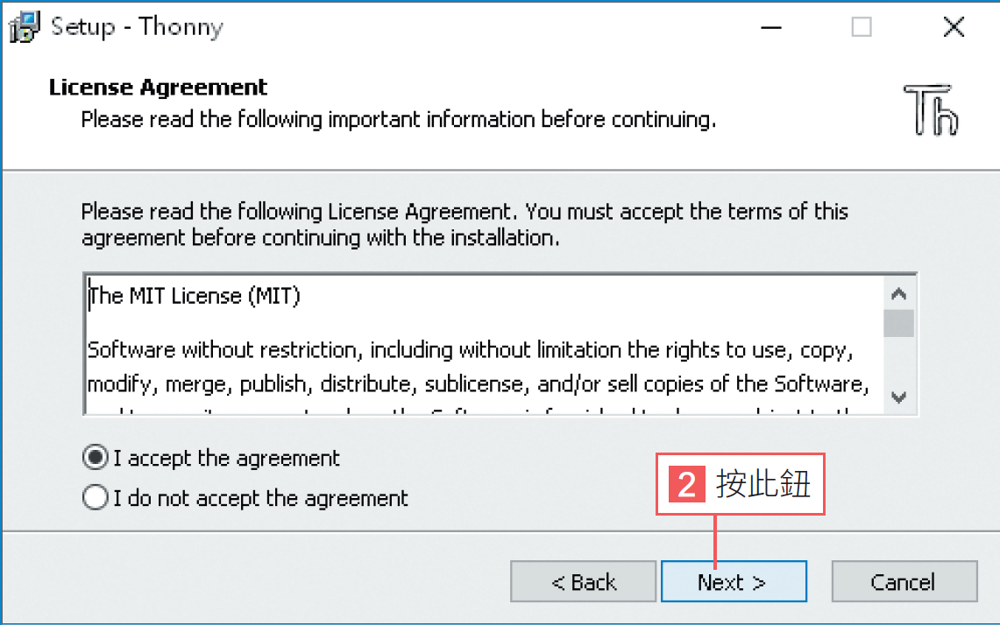 Setup - Thonny
License Agreement
Please read the following important information before continuing.
Th
Please read the following License Agreement. You must accept the terms of this
agreement before continuing with the installation.
The MIT License (MIT)
Software without restriction, including without limitation the rights to use, copy,
modify, merge, publish, distribute, sublicense, and/or sell copies of the Software,
I accept the agreement
I do not accept the agreement
2 按此鈕
< Back
Next >
Cancel